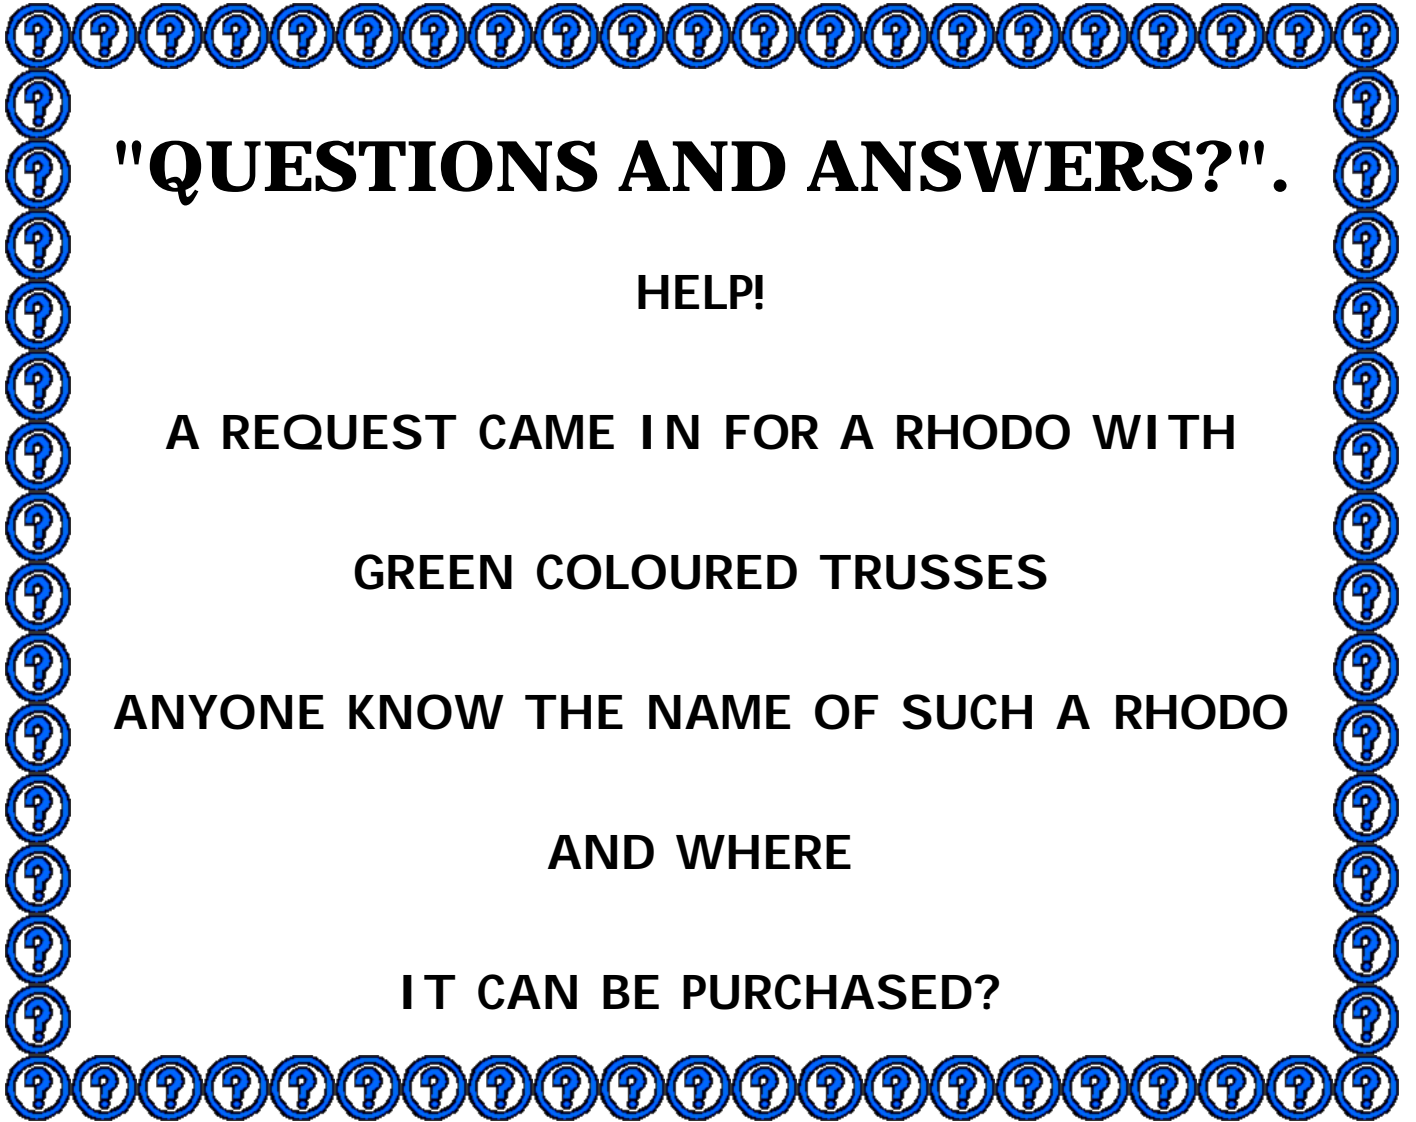 "QUESTIONS AND ANSWERS?".
HELP!
A REQUEST CAME IN FOR A RHODO WITH
GREEN COLOURED TRUSSES
ANYONE KNOW THE NAME OF SUCH A RHODO
AND WHERE
IT CAN BE PURCHASED?